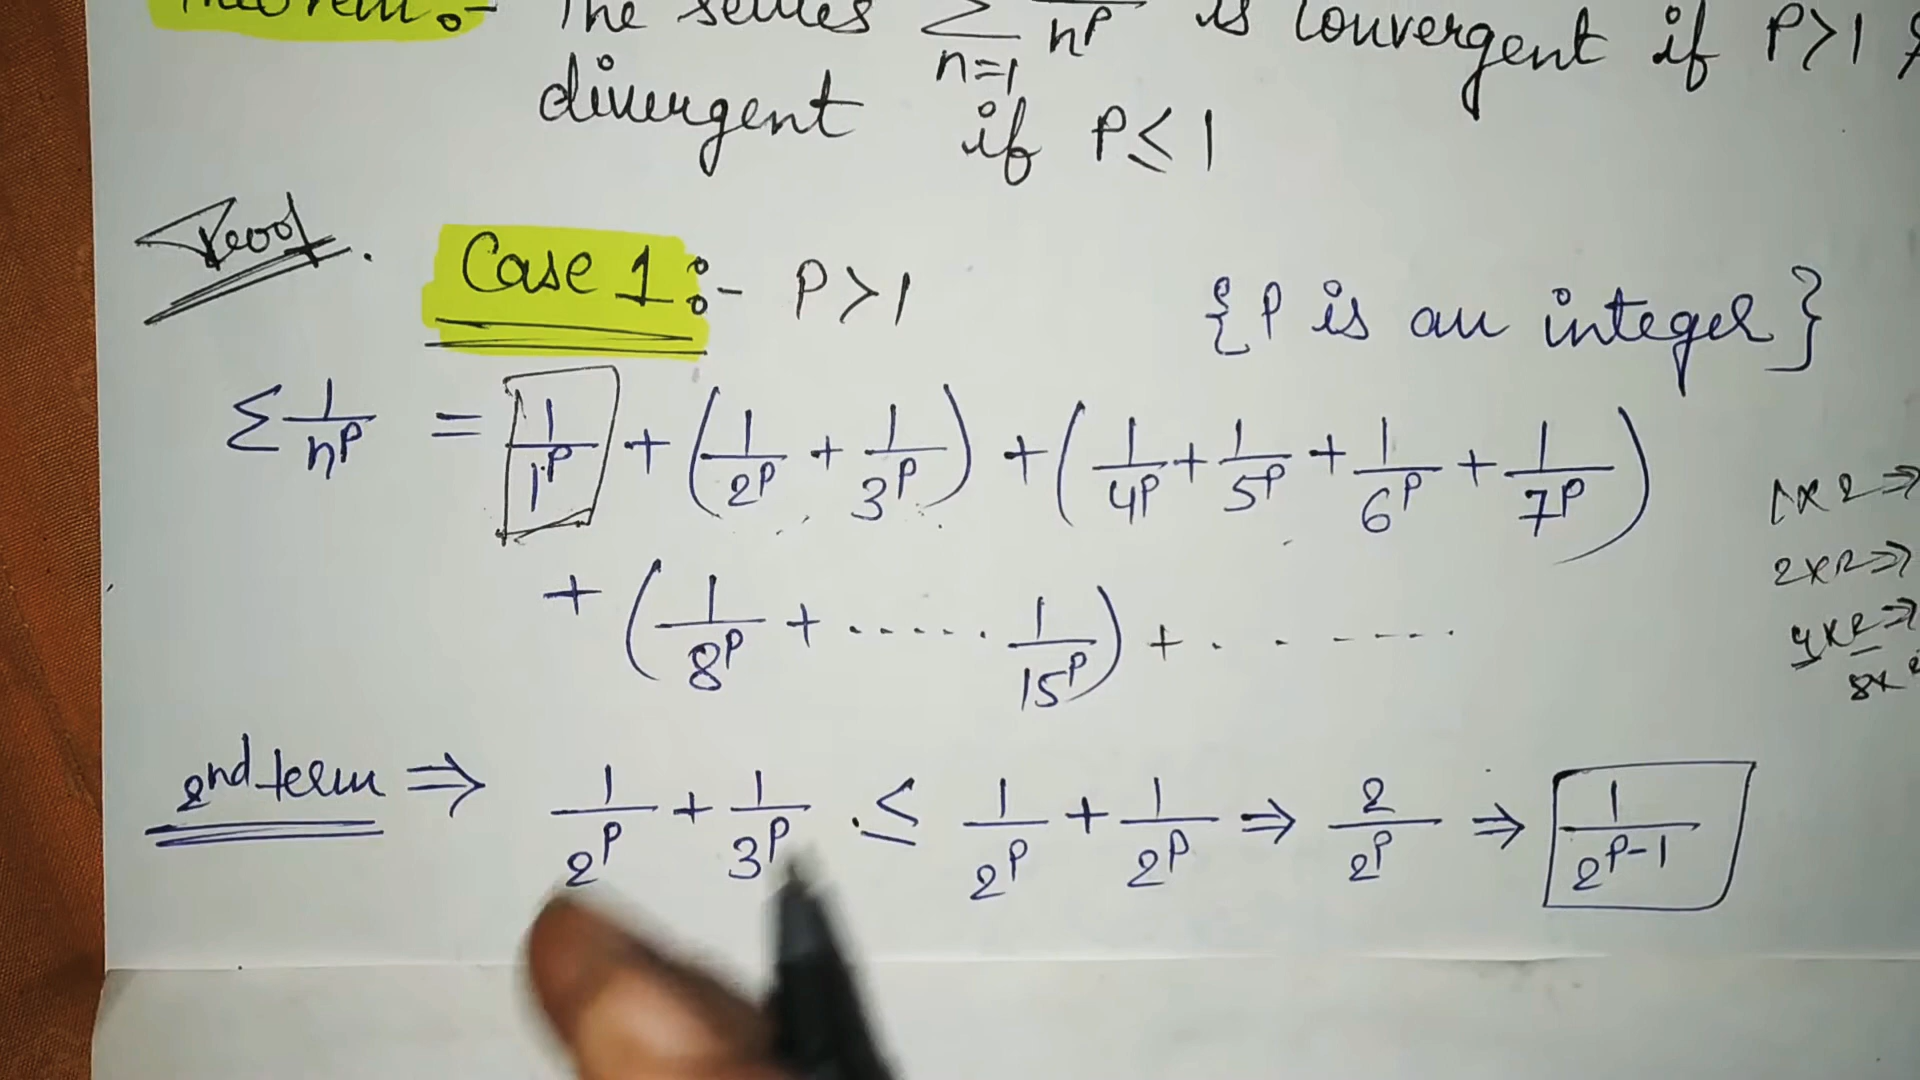 Theorem :- The series ∑ n=1 1/n^P is convergent if P>1 &
divergent if P≤1
Proof. Case 1 :- P>1 {P is an integer}
∑ 1/n^P = 1/1^P + (1/2^P + 1/3^P) + (1/4^P + 1/5^P + 1/6^P + 1/7^P)
1×2⇒
2×2⇒
+ (1/8^P + ..... 1/15^P) + . . - - - - .
4×2⇒
8×2
2nd term ⇒ 1/2^P + 1/3^P ≤ 1/2^P + 1/2^P ⇒ 2/2^P ⇒ 1/2^(P-1)